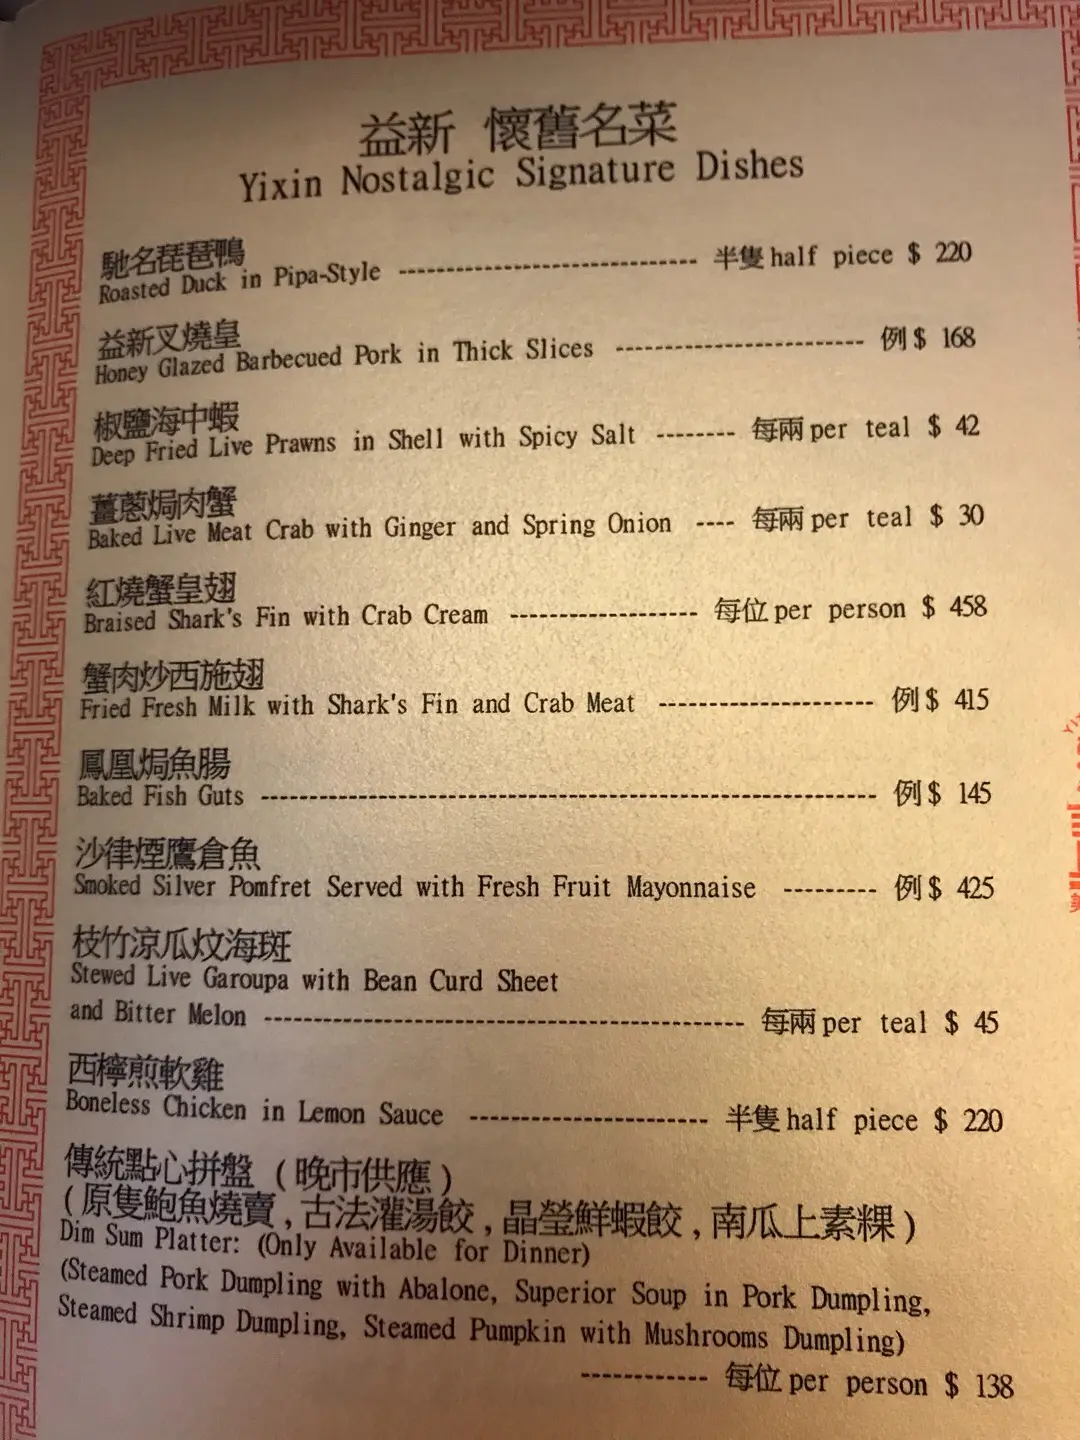 益新 懷舊名菜
Yixin Nostalgic Signature Dishes
馳名琵琶鴨
Roasted Duck in Pipa-Style ------------------------------ 半隻 half piece $ 220
益新叉燒皇
Honey Glazed Barbecued Pork in Thick Slices ------------------------- 例 $ 168
椒鹽海中蝦
Deep Fried Live Prawns in Shell with Spicy Salt -------- 每兩 per teal $ 42
薑蔥焗肉蟹
Baked Live Meat Crab with Ginger and Spring Onion ---- 每兩 per teal $ 30
紅燒蟹皇翅
Braised Shark's Fin with Crab Cream ------------------- 每位 per person $ 458
蟹肉炒西施翅
Fried Fresh Milk with Shark's Fin and Crab Meat ---------------------- 例 $ 415
鳳凰焗魚腸
Baked Fish Guts --------------------------------------------------------------- 例 $ 145
沙律煙鷹倉魚
Smoked Silver Pomfret Served with Fresh Fruit Mayonnaise --------- 例 $ 425
枝竹涼瓜炆海斑
Stewed Live Garoupa with Bean Curd Sheet
and Bitter Melon ------------------------------------------------- 每兩 per teal $ 45
西檸煎軟雞
Boneless Chicken in Lemon Sauce ------------------------ 半隻 half piece $ 220
傳統點心拼盤 (晚市供應)
(原隻鮑魚燒賣,古法灌湯餃,晶瑩鮮蝦餃,南瓜上素粿)
Dim Sum Platter: (Only Available for Dinner)
(Steamed Pork Dumpling with Abalone, Superior Soup in Pork Dumpling,
Steamed Shrimp Dumpling, Steamed Pumpkin with Mushrooms Dumpling)
------------- 每位 per person $ 138